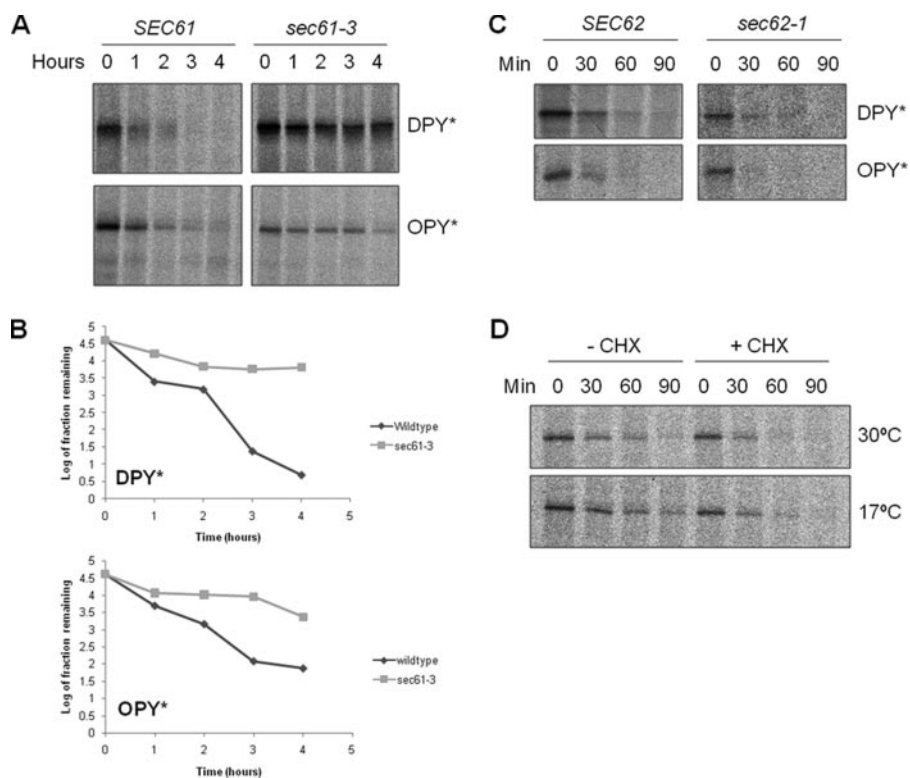 A
SEC61 sec61-3
Hours 0 1 2 3 4 0 1 2 3 4
DPY*
OPY*
B
Log of fraction remaining
5
4.5
4
3.5
3
2.5
2
1.5
1
0.5
0
0 1 2 3 4 5
Time (hours)
DPY*
Wildtype
sec61-3
Log of fraction remaining
5
4.5
4
3.5
3
2.5
2
1.5
1
0.5
0
0 1 2 3 4 5
Time (hours)
OPY*
wildtype
sec61-3
C
SEC62 sec62-1
Min 0 30 60 90 0 30 60 90
DPY*
OPY*
D
- CHX + CHX
Min 0 30 60 90 0 30 60 90
30ºC
17ºC